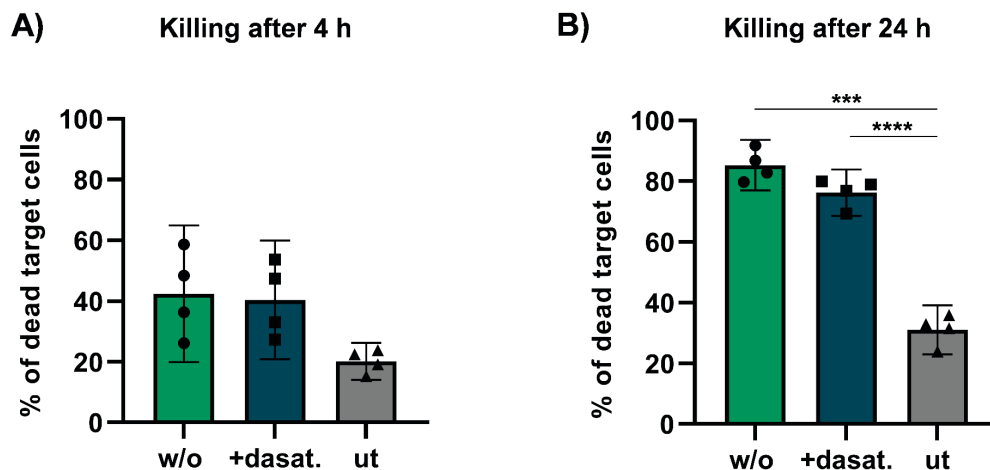 A) Killing after 4 h
% of dead target cells
100
80
60
40
20
0
w/o +dasat. ut
B) Killing after 24 h
% of dead target cells
100
80
60
40
20
0
***
****
w/o +dasat. ut